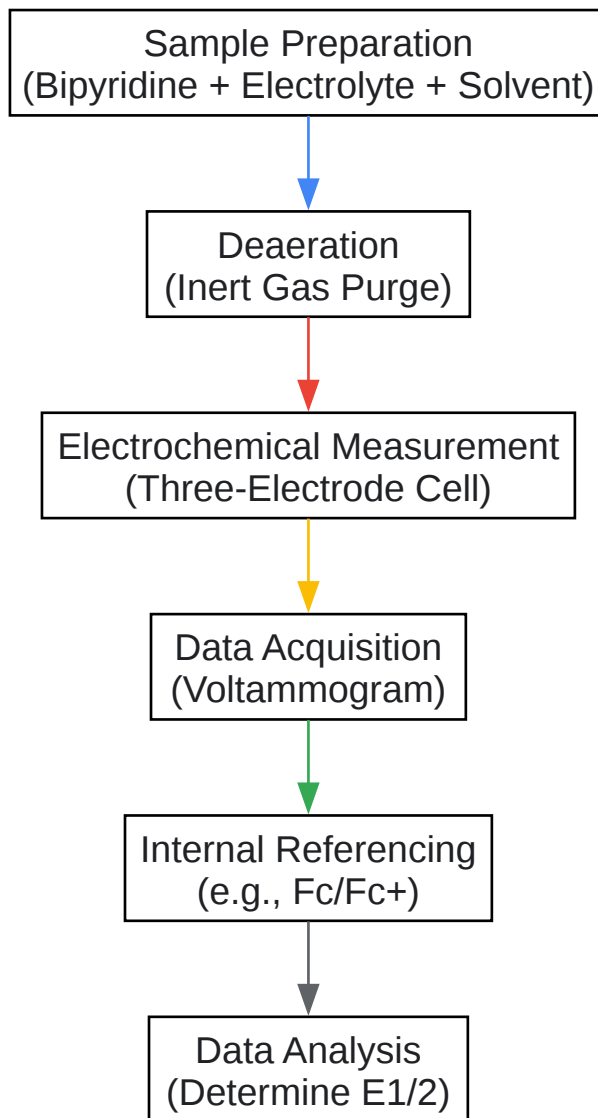 Sample Preparation
(Bipyridine + Electrolyte + Solvent)
Deaeration
(Inert Gas Purge)
Electrochemical Measurement
(Three-Electrode Cell)
Data Acquisition
(Voltammogram)
Internal Referencing
(e.g., Fc/Fc+)
Data Analysis
(Determine E1/2)